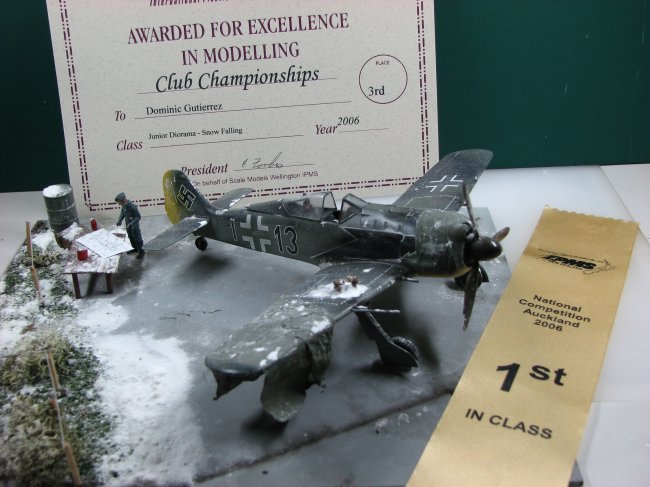 AWARDED FOR EXCELLENCE
IN MODELLING
Club Championships
PLACE
3rd
To Dominic Gutierrez
Class Junior Diorama - Snow Falling Year 2006
President
On behalf of Scale Models Wellington IPMS
13
IPMS
National
Competition
Auckland
2006
1st
IN CLASS